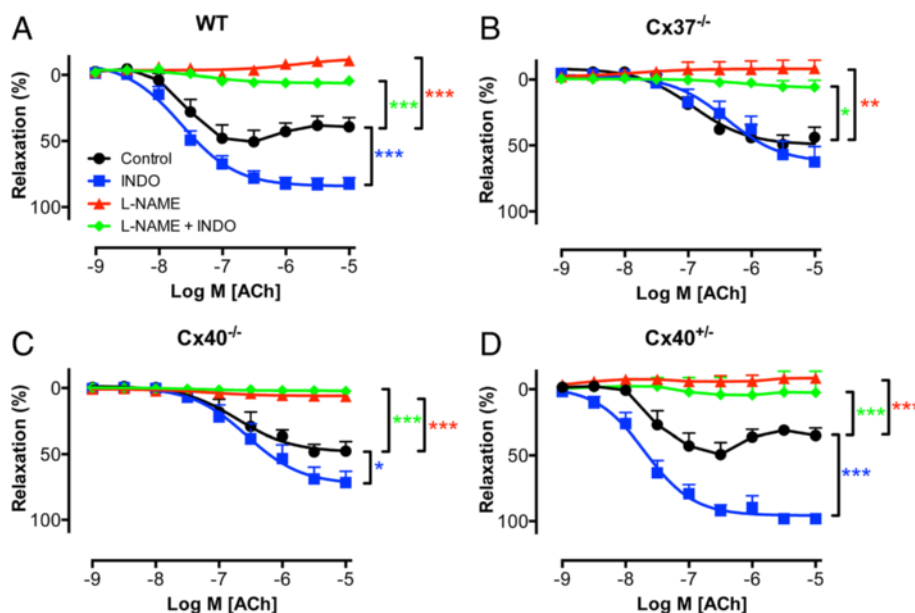 A
WT
Relaxation (%)
0
50
100
***
***
***
Control
INDO
L-NAME
L-NAME + INDO
-9 -8 -7 -6 -5
Log M [ACh]
B
Cx37-/-
Relaxation (%)
0
50
100
*
**
-9 -8 -7 -6 -5
Log M [ACh]
C
Cx40-/-
Relaxation (%)
0
50
100
***
***
*
-9 -8 -7 -6 -5
Log M [ACh]
D
Cx40+/-
Relaxation (%)
0
50
100
***
***
***
-9 -8 -7 -6 -5
Log M [ACh]